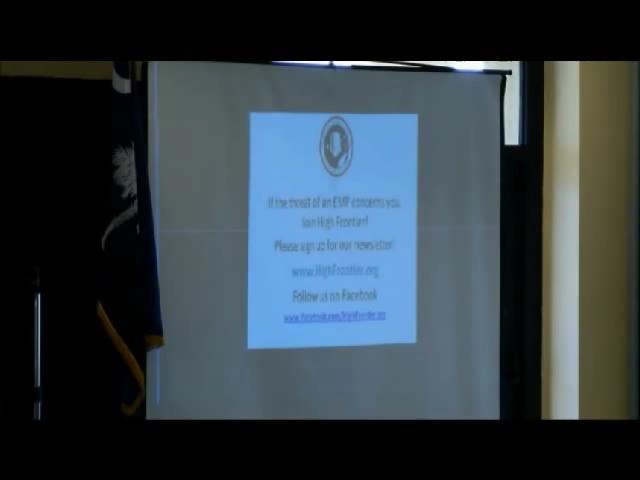 If the threat of an EMP concerns you
Join High Frontier!
Please sign up for our newsletter!
www.HighFrontier.org
Follow us on Facebook